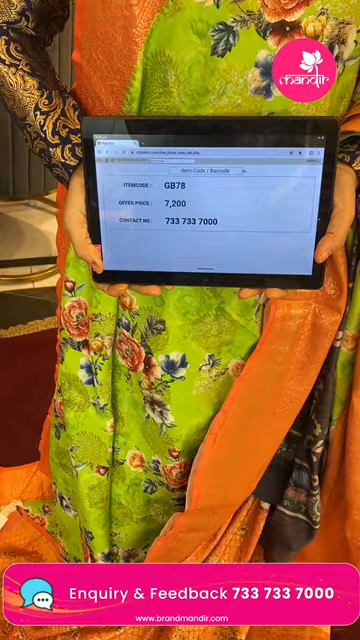 mandir
Item Code / Barcode
ITEMCODE : GB78
OFFER PRICE : 7,200
CONTACT NO : 733 733 7000
Enquiry & Feedback 733 733 7000
www.brandmandir.com